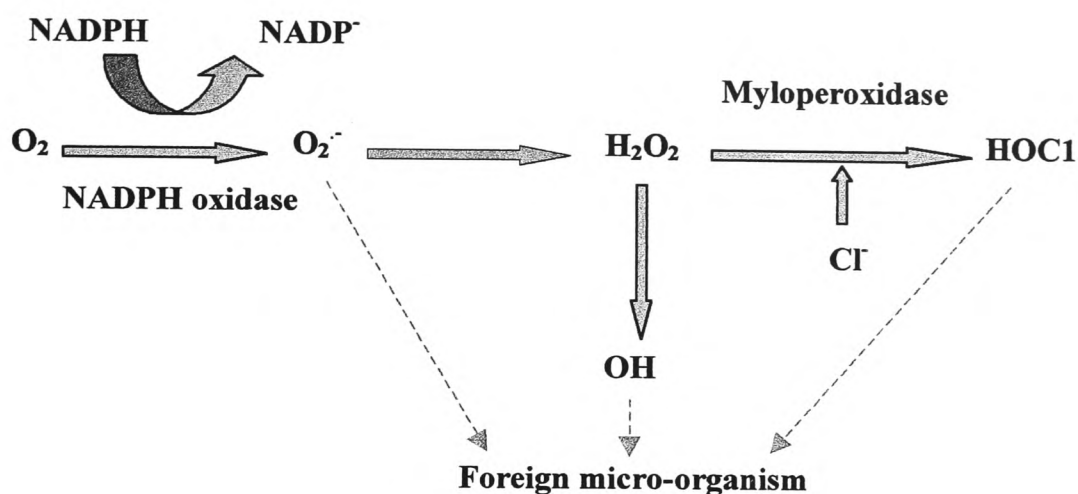 NADPH NADP⁻
Myloperoxidase
O₂ O₂·⁻ H₂O₂ HOC1
NADPH oxidase
Cl⁻
OH
Foreign micro-organism